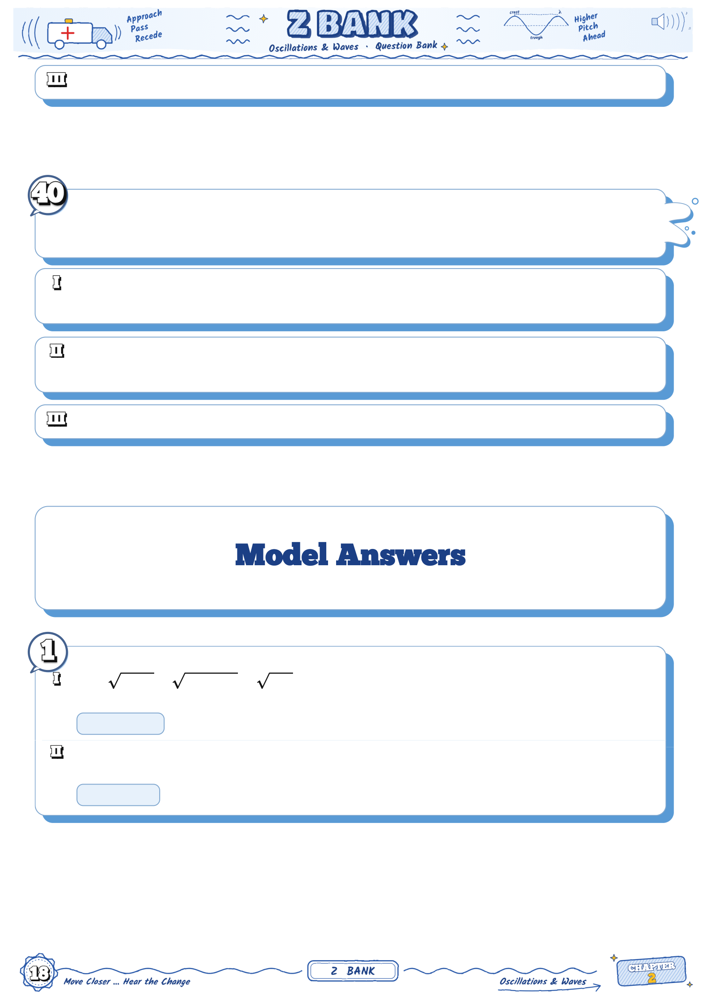 Approach
Pass
Recede
Z BANK
Oscillations & Waves · Question Bank
crest
λ
trough
Higher
Pitch
Ahead
III
40
I
II
III
Model Answers
1
I
√ √ √
II
18
Move Closer ... Hear the Change
Z BANK
Oscillations & Waves
CHAPTER
2